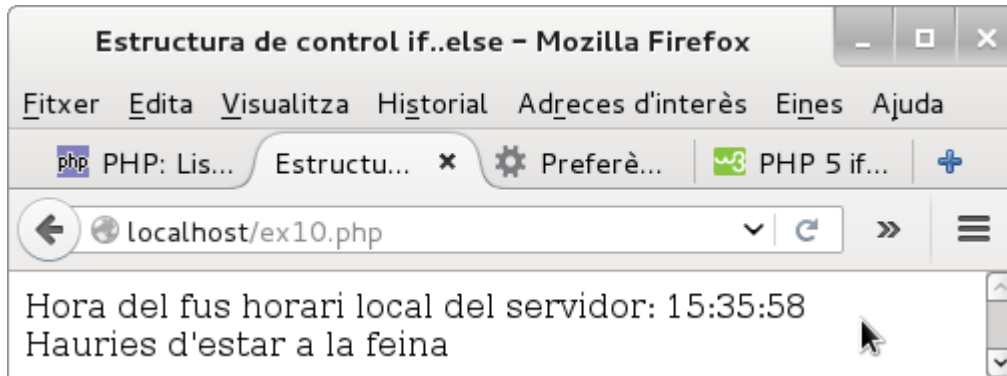 Estructura de control if..else – Mozilla Firefox
Fitxer Edita Visualitza Historial Adreces d'interès Eines Ajuda
php PHP: Lis... Estructu... Preferè... w3 PHP 5 if...
localhost/ex10.php
Hora del fus horari local del servidor: 15:35:58
Hauries d'estar a la feina